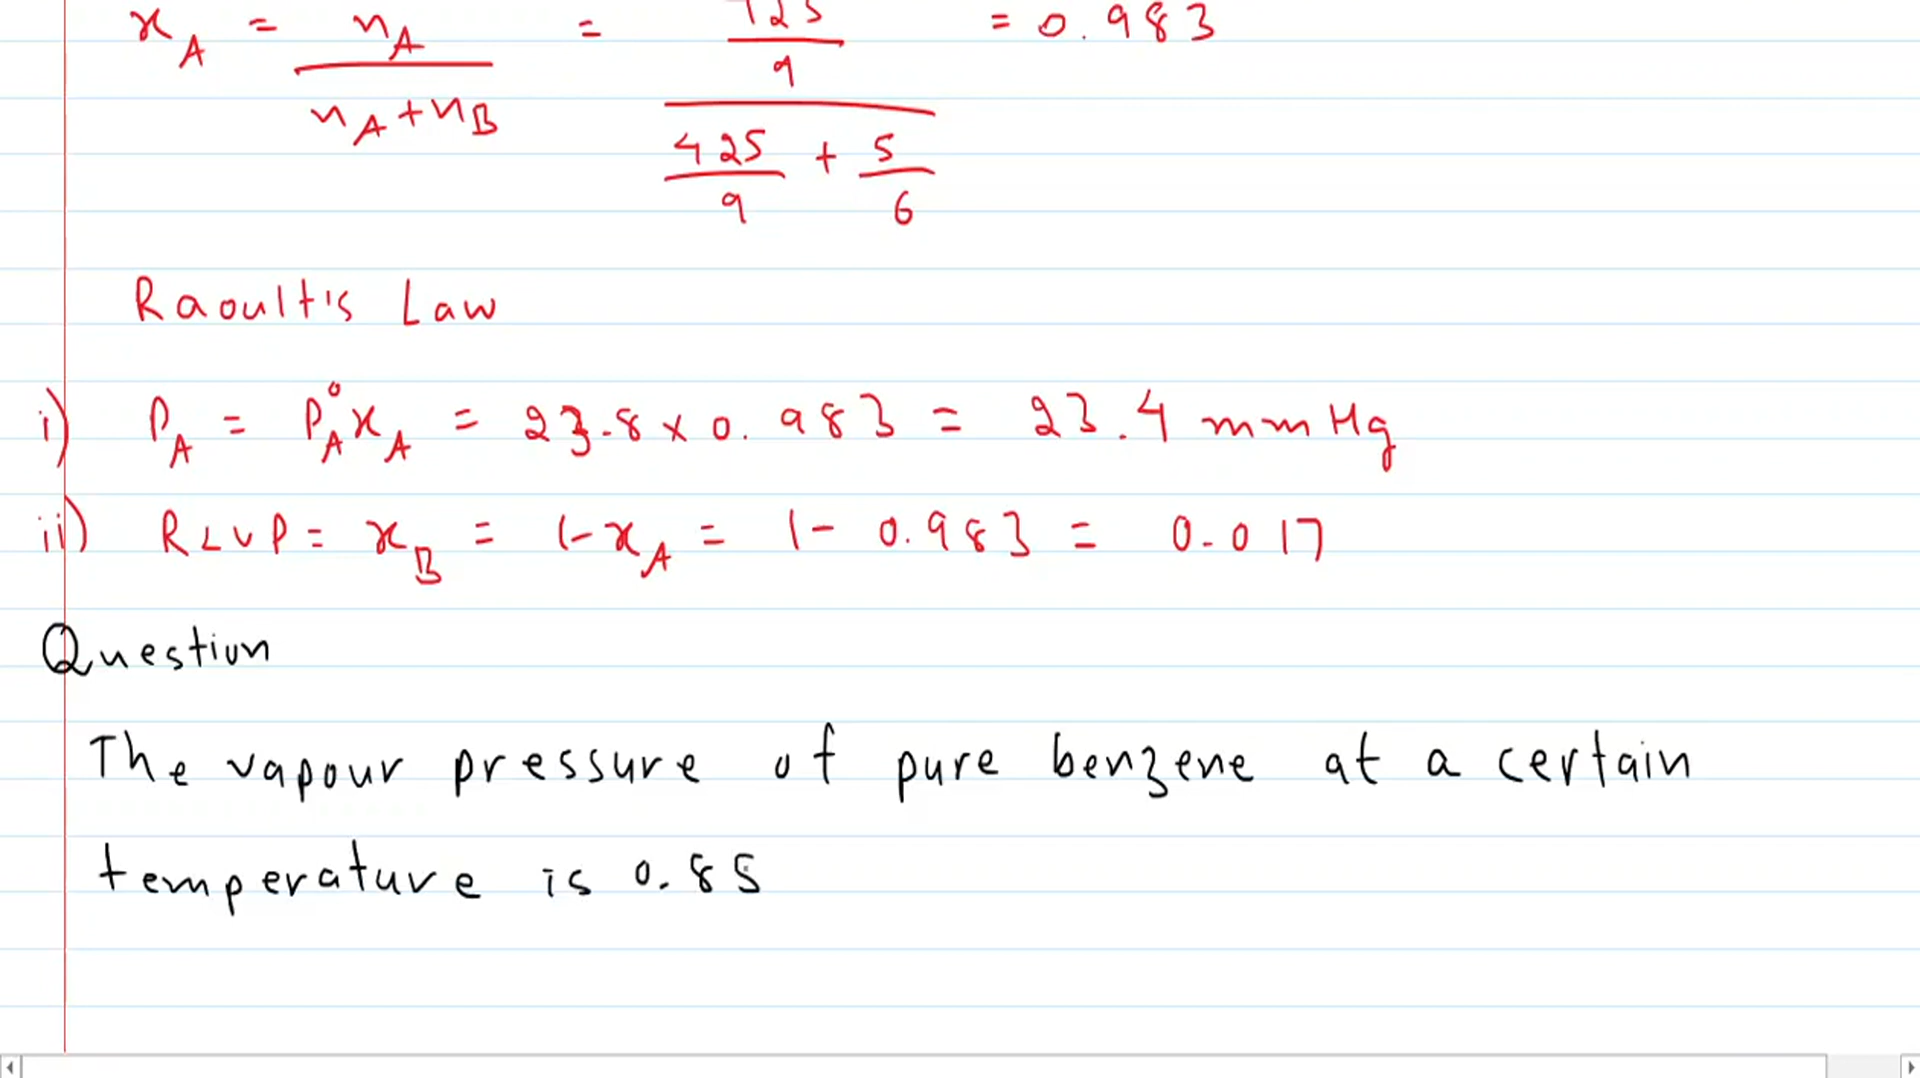 x_A = n_A / (n_A + n_B) = (425/9) / (425/9 + 5/6) = 0.983
Raoult's Law
i) P_A = P°_A x_A = 23.8 x 0.983 = 23.4 mm Hg
ii) RLVP = x_B = 1 - x_A = 1 - 0.983 = 0.017
Question
The vapour pressure of pure benzene at a certain
temperature is 0.85